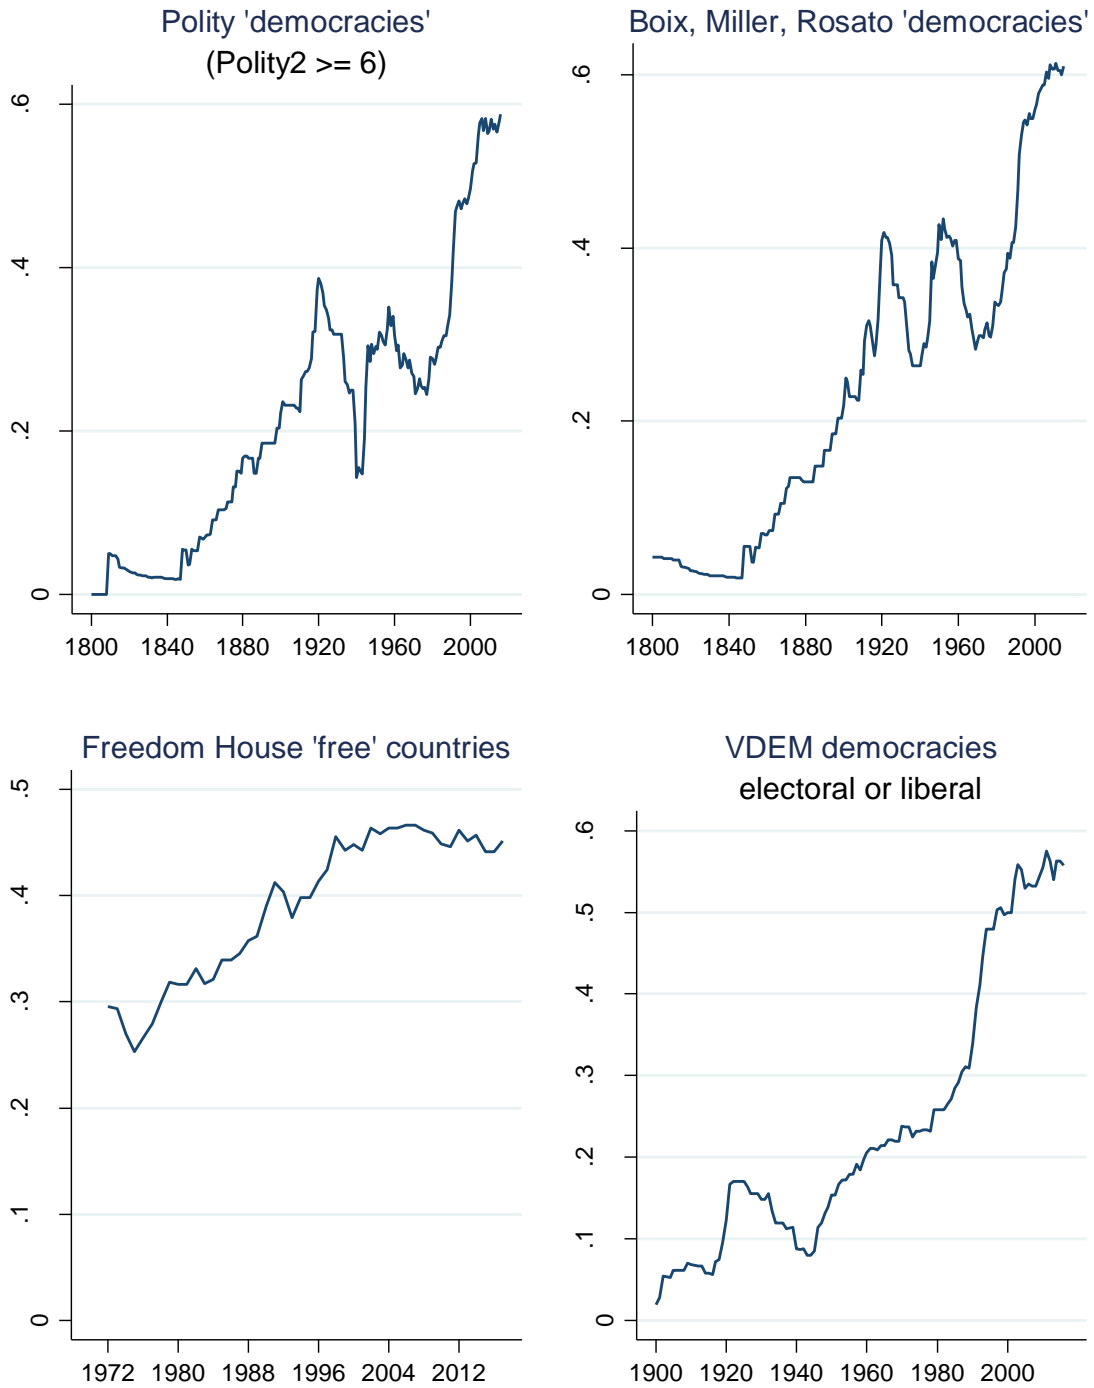 Polity 'democracies'
(Polity2 >= 6)
.6
.4
.2
0
1800 1840 1880 1920 1960 2000
Boix, Miller, Rosato 'democracies'
.6
.4
.2
0
1800 1840 1880 1920 1960 2000
Freedom House 'free' countries
.5
.4
.3
.2
.1
0
1972 1980 1988 1996 2004 2012
VDEM democracies
electoral or liberal
.6
.5
.4
.3
.2
.1
0
1900 1920 1940 1960 1980 2000